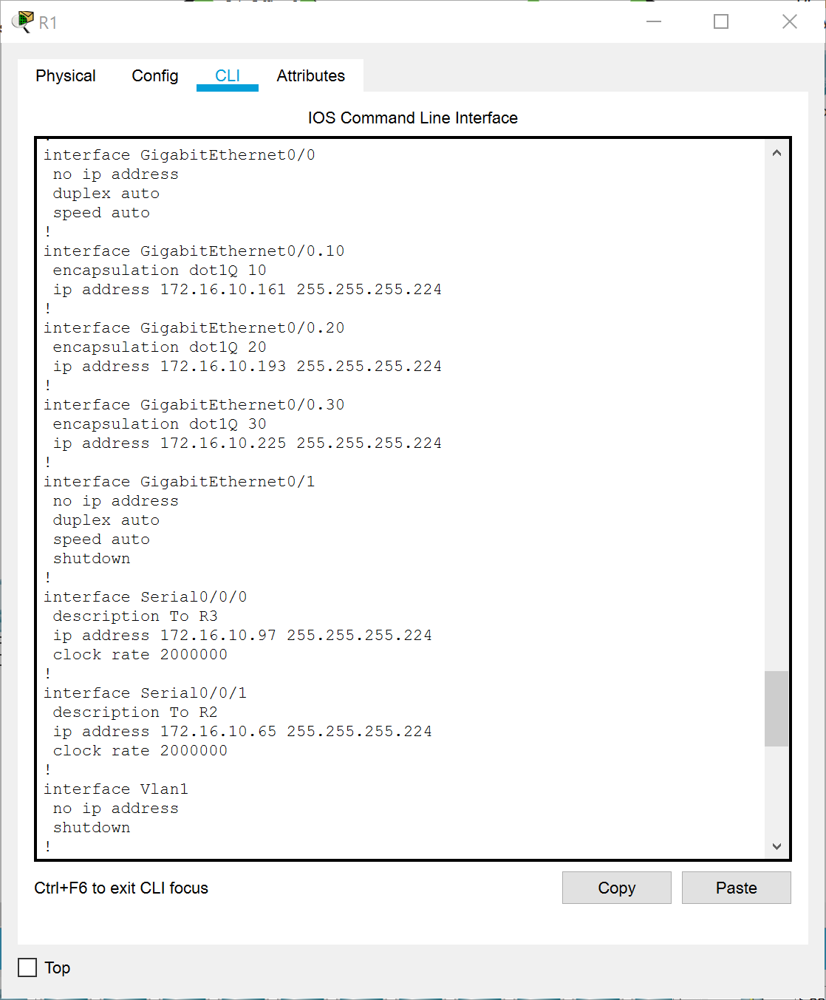 R1
Physical Config CLI Attributes
IOS Command Line Interface
!
interface GigabitEthernet0/0
 no ip address
 duplex auto
 speed auto
!
interface GigabitEthernet0/0.10
 encapsulation dot1Q 10
 ip address 172.16.10.161 255.255.255.224
!
interface GigabitEthernet0/0.20
 encapsulation dot1Q 20
 ip address 172.16.10.193 255.255.255.224
!
interface GigabitEthernet0/0.30
 encapsulation dot1Q 30
 ip address 172.16.10.225 255.255.255.224
!
interface GigabitEthernet0/1
 no ip address
 duplex auto
 speed auto
 shutdown
!
interface Serial0/0/0
 description To R3
 ip address 172.16.10.97 255.255.255.224
 clock rate 2000000
!
interface Serial0/0/1
 description To R2
 ip address 172.16.10.65 255.255.255.224
 clock rate 2000000
!
interface Vlan1
 no ip address
 shutdown
!
Ctrl+F6 to exit CLI focus
Copy Paste
Top